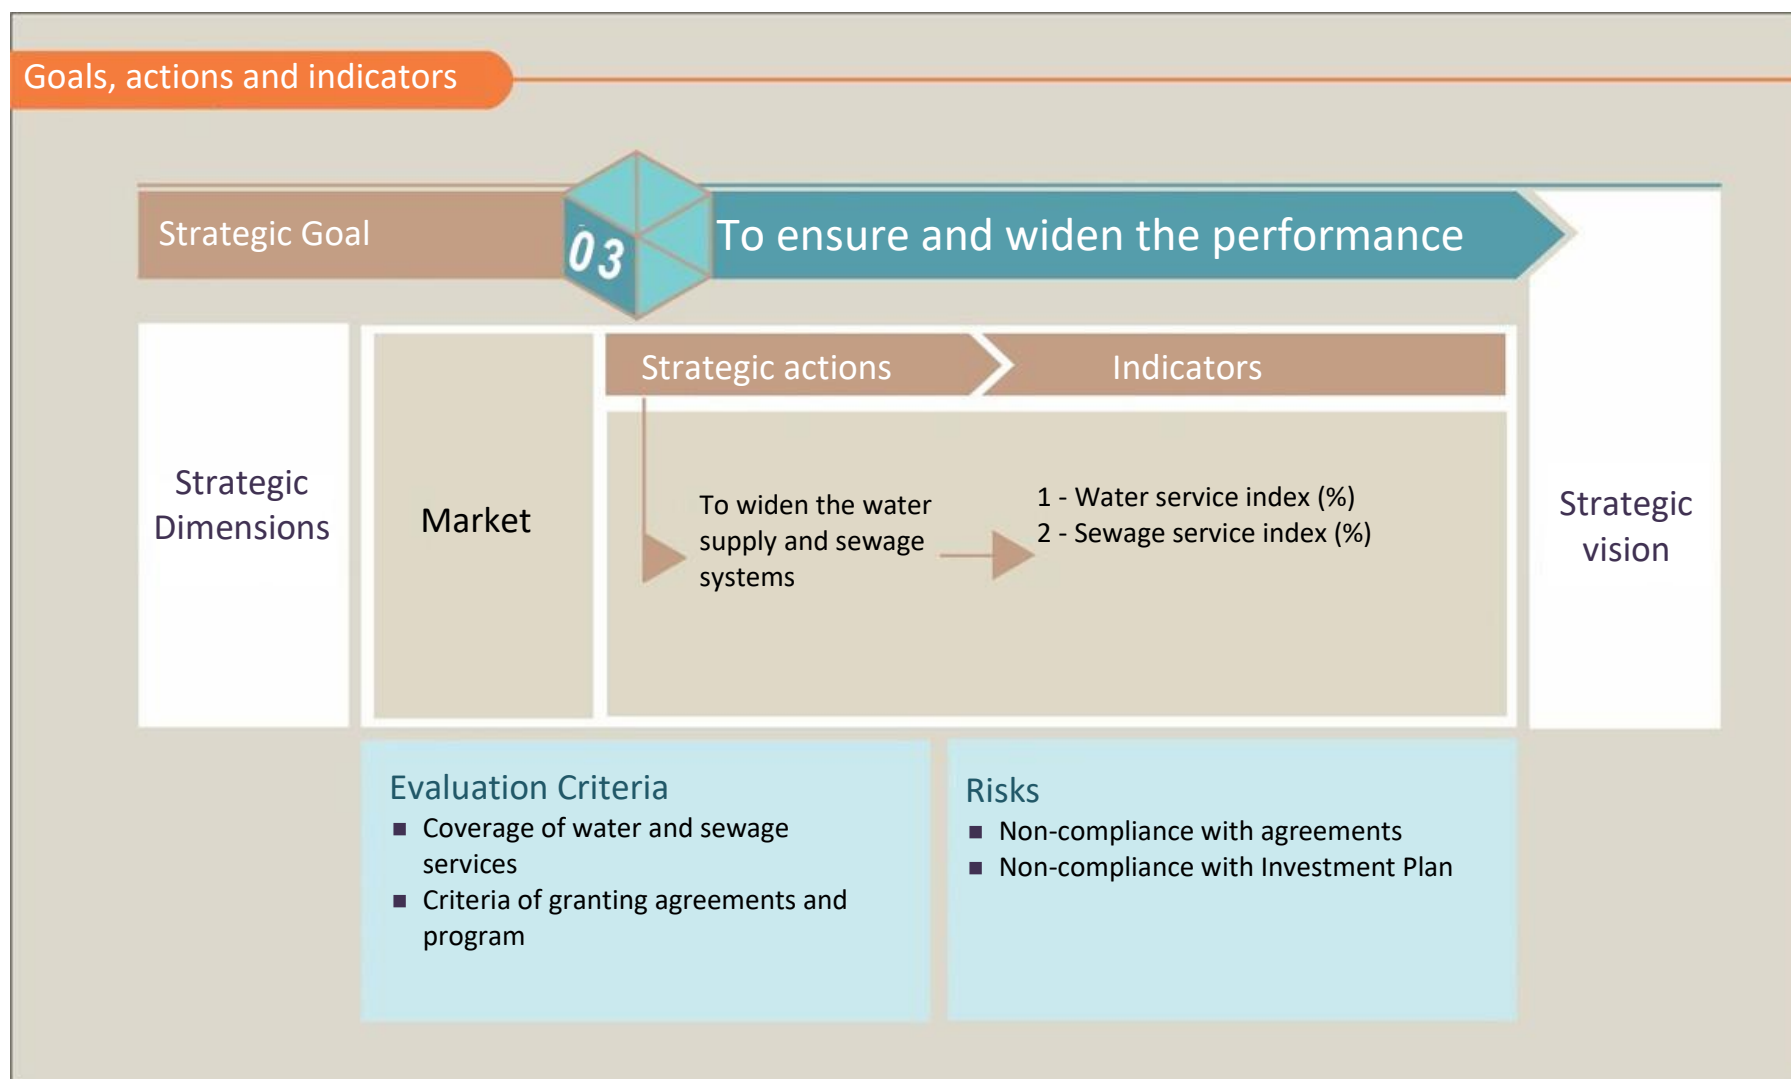 Goals, actions and indicators
Strategic Goal
03
To ensure and widen the performance
Strategic
Dimensions
Market
Strategic actions
Indicators
To widen the water
supply and sewage
systems
1 - Water service index (%)
2 - Sewage service index (%)
Strategic
vision
Evaluation Criteria
■ Coverage of water and sewage
services
■ Criteria of granting agreements and
program
Risks
■ Non-compliance with agreements
■ Non-compliance with Investment Plan